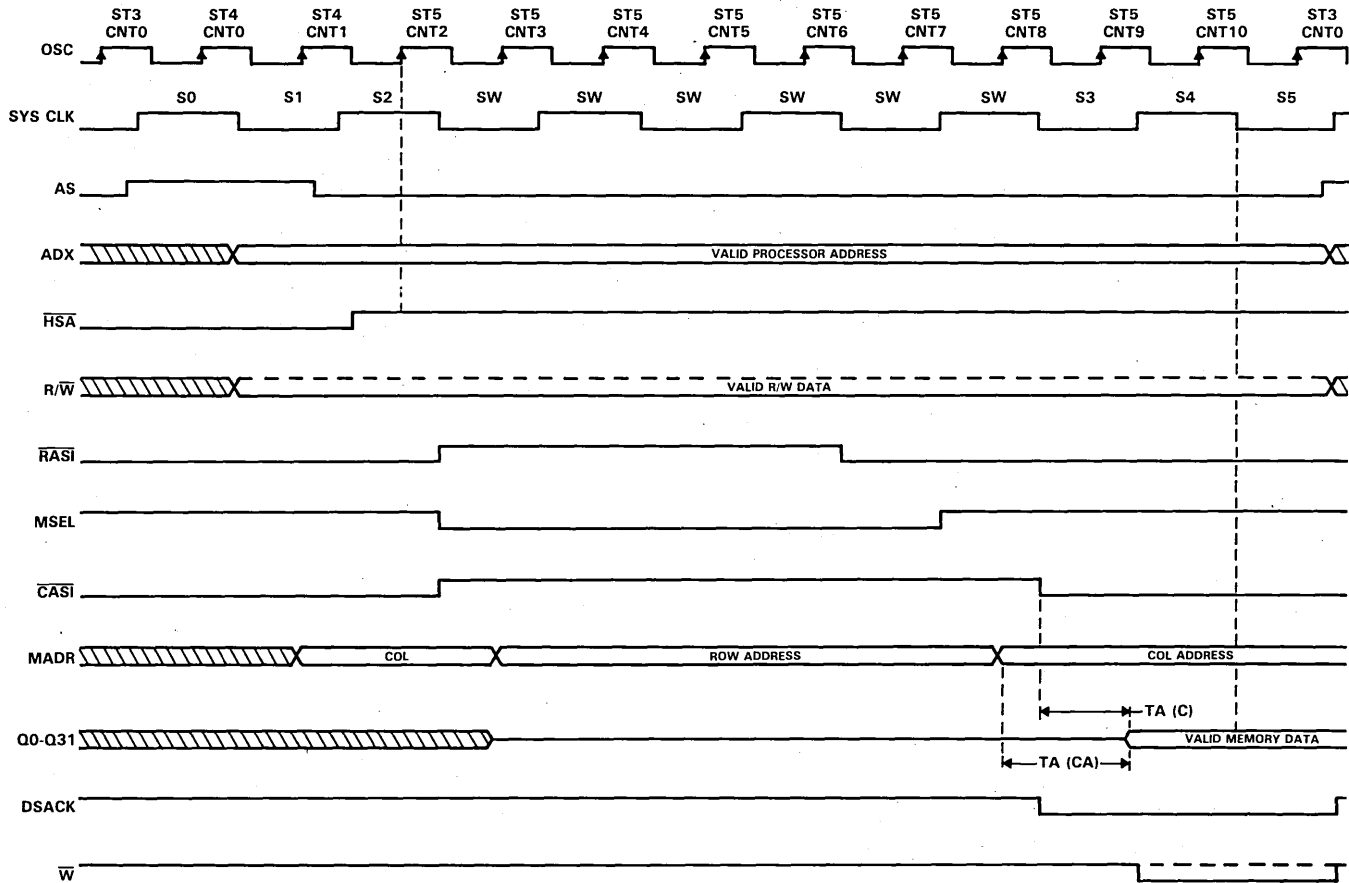 ST3 ST4 ST4 ST5 ST5 ST5 ST5 ST5 ST5 ST5 ST5 ST5 ST3
CNT0 CNT0 CNT1 CNT2 CNT3 CNT4 CNT5 CNT6 CNT7 CNT8 CNT9 CNT10 CNT0
OSC
S0 S1 S2 SW SW SW SW SW SW S3 S4 S5
SYS CLK
AS
ADX VALID PROCESSOR ADDRESS
H̅S̅A̅
R/W̅ VALID R/W DATA
R̅A̅S̅I̅
MSEL
C̅A̅S̅I̅
MADR COL ROW ADDRESS COL ADDRESS
TA (C)
Q0-Q31 VALID MEMORY DATA
TA (CA)
DSACK
W̅